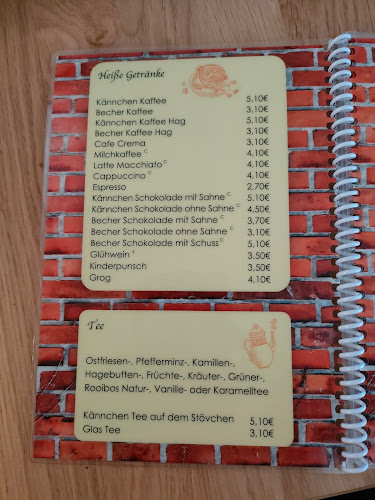 Heiße Getränke
Kännchen Kaffee 5,10€
Becher Kaffee 3,10€
Kännchen Kaffee Hag 5,10€
Becher Kaffee Hag 3,10€
Cafe Crema 3,10€
Milchkaffee C 4,10€
Latte Macchiato C 4,10€
Cappuccino C 4,10€
Espresso 2,70€
Kännchen Schokolade mit Sahne C 5,10€
Kännchen Schokolade ohne Sahne C 4,50€
Becher Schokolade mit Sahne C 3,70€
Becher Schokolade ohne Sahne C 3,10€
Becher Schokolade mit Schuss C 5,10€
Glühwein 3,50€
Kinderpunsch 3,50€
Grog 4,10€
Tee
Ostfriesen-, Pfefferminz-, Kamillen-,
Hagebutten-, Früchte-, Kräuter-, Grüner-,
Rooibos Natur-, Vanille- oder Karamelltee
Kännchen Tee auf dem Stövchen 5,10€
Glas Tee 3,10€